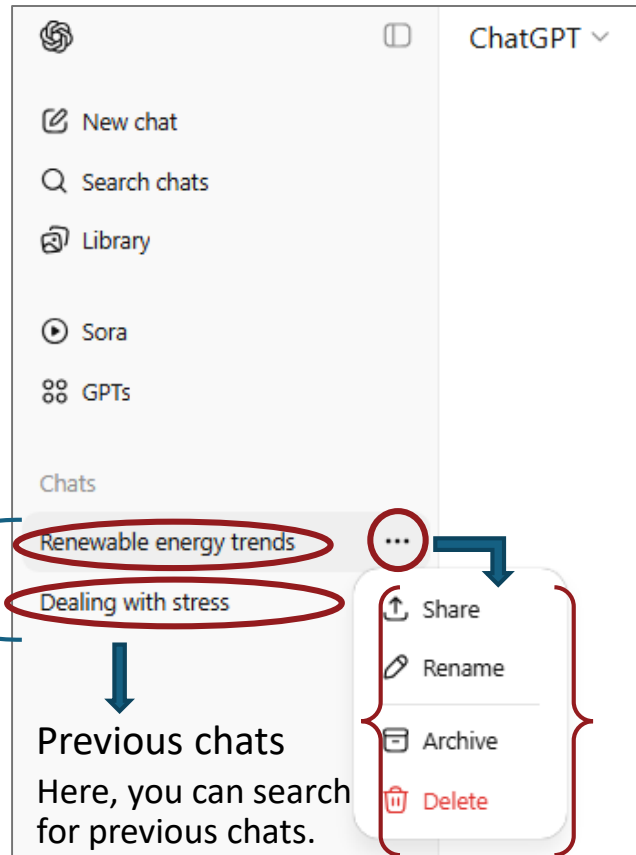 ChatGPT
New chat
Search chats
Library
Sora
GPTs
Chats
Renewable energy trends
Dealing with stress
Share
Rename
Archive
Delete
Previous chats
Here, you can search
for previous chats.